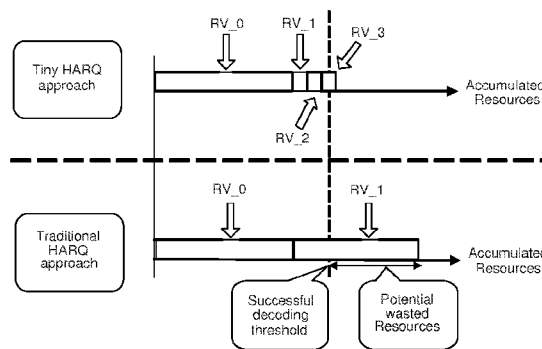 RV_0
RV_1
RV_3
Tiny HARQ
approach
Accumulated
Resources
RV_2
RV_0
RV_1
Traditional
HARQ
approach
Accumulated
Resources
Successful
decoding
threshold
Potential
wasted
Resources